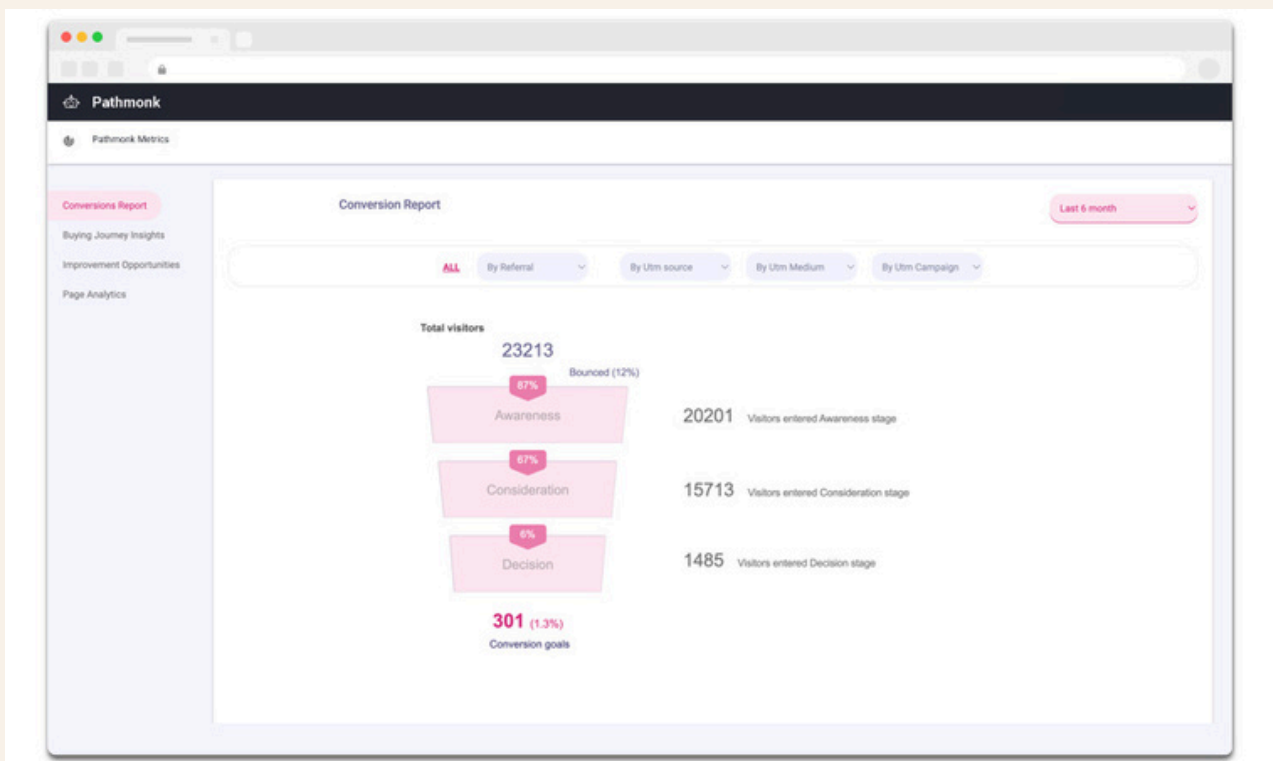 Pathmonk
Pathmonk Metrics
Conversions Report
Buying Journey Insights
Improvement Opportunities
Page Analytics
Conversion Report
Last 6 month
ALL
By Referral
By Utm source
By Utm Medium
By Utm Campaign
Total visitors
23213
Bounced (12%)
87%
Awareness
20201 Visitors entered Awareness stage
67%
Consideration
15713 Visitors entered Consideration stage
6%
Decision
1485 Visitors entered Decision stage
301 (1.3%)
Conversion goals